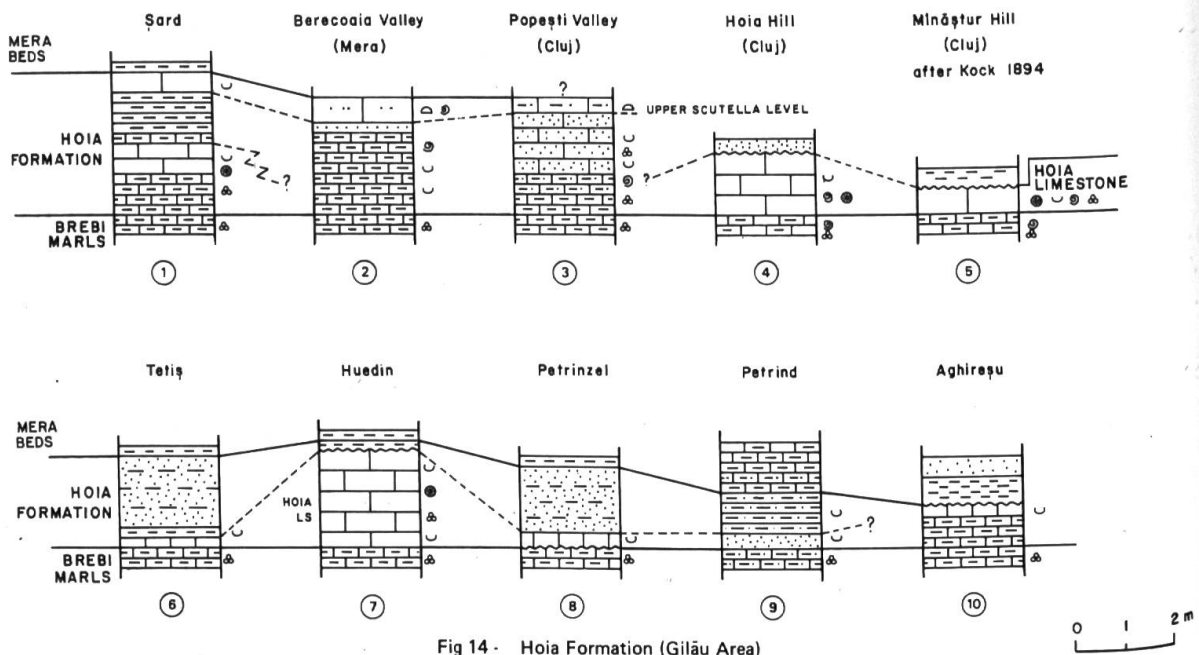 Șard
Berecoaia Valley
(Mera)
Popești Valley
(Cluj)
Hoia Hill
(Cluj)
Mînăștur Hill
(Cluj)
after Kock 1894
MERA
BEDS
?
UPPER SCUTELLA LEVEL
HOIA
FORMATION
Z
Z
?
?
HOIA
LIMESTONE
BREBI
MARLS
1
2
3
4
5
Tetiș
Huedin
Petrinzel
Petrind
Aghireșu
MERA
BEDS
HOIA
FORMATION
HOIA
LS
?
BREBI
MARLS
6
7
8
9
10
0 1 2 m
Fig 14 - Hoia Formation (Gilău Area)